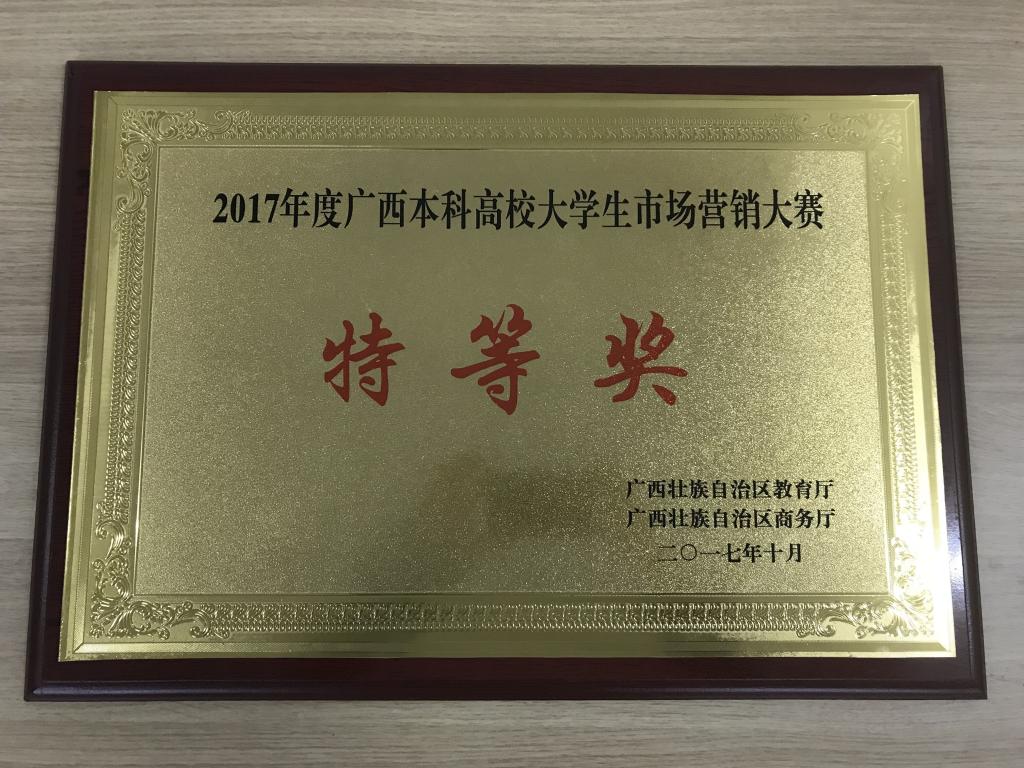 2017年度广西本科高校大学生市场营销大赛
特等奖
广西壮族自治区教育厅
广西壮族自治区商务厅
二〇一七年十月